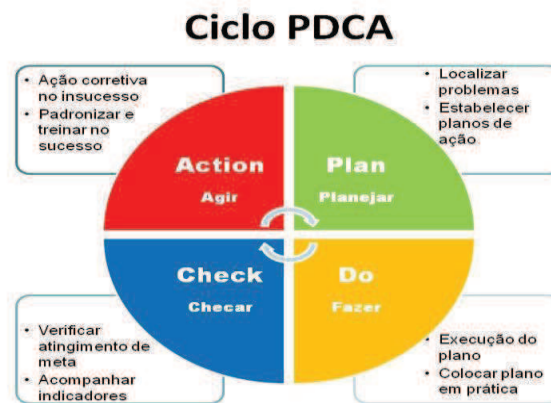 Ciclo PDCA
• Ação corretiva
no insucesso
• Padronizar e
treinar no
sucesso
• Localizar
problemas
• Estabelecer
planos de
ação
Action
Agir
Plan
Planejar
Check
Checar
Do
Fazer
• Verificar
atingimento de
meta
• Acompanhar
indicadores
• Execução do
plano
• Colocar plano
em prática